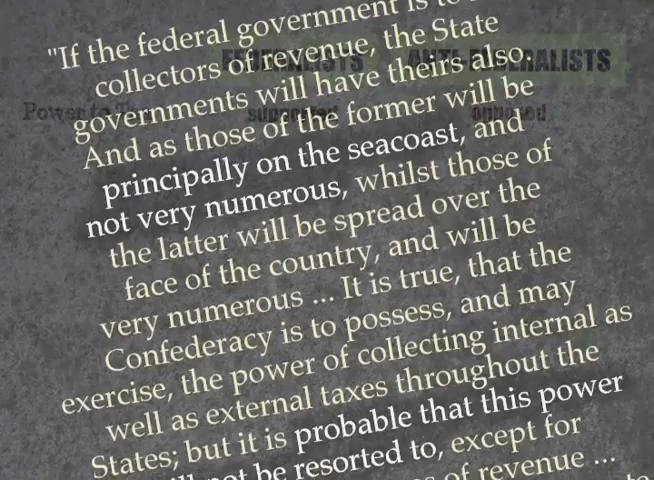 "If the federal government is to
collectors of revenue, the State
governments will have theirs also.
And as those of the former will be
principally on the seacoast, and
not very numerous, whilst those of
the latter will be spread over the
face of the country, and will be
very numerous ... It is true, that the
Confederacy is to possess, and may
exercise, the power of collecting internal as
well as external taxes throughout the
States; but it is probable that this power
not be resorted to, except for
of revenue ...
to
FEDERALISTS
ANTI-FEDERALISTS
Power to Tax
supported
opposed